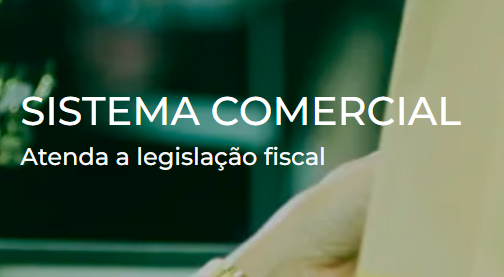 SISTEMA COMERCIAL
Atenda a legislação fiscal